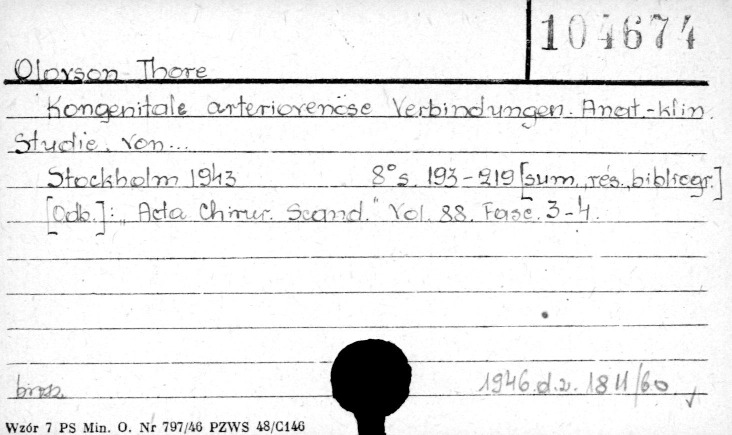 104674
Olovson Thore
Kongenitale arteriovenöse Verbindungen. Anat.-klin.
Studie. von...
Stockholm 1943 8° s. 193-219 [sum., rés., bibliogr.]
[Odb.]: "Acta Chirur. Scand." Vol. 88. Fasc. 3-4.
1946.d.z. 1811/60
Wzór 7 PS Min. O. Nr 797/46 PZWS 48/C146